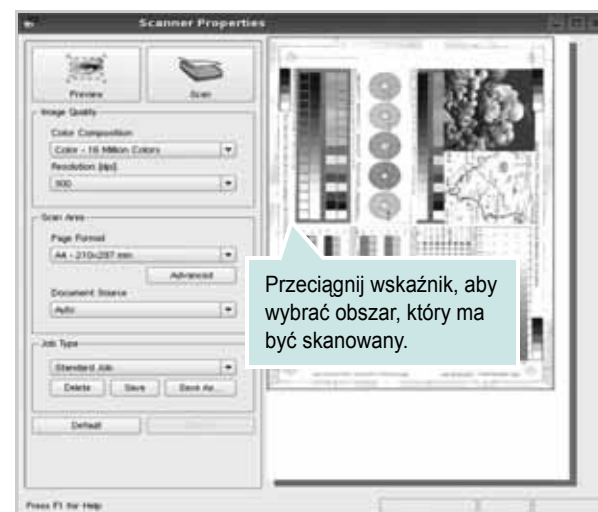 Scanner Properties
Preview
Scan
Image Quality
Color Composition
Color - 16 Million Colors
Resolution [dpi]
300
Scan Area
Page Format
A4 - 210x297 mm
Advanced
Document Source
Auto
Job Type
Standard Job
Delete
Save
Save As...
Default
Press F1 for Help
Przeciągnij wskaźnik, aby
wybrać obszar, który ma
być skanowany.